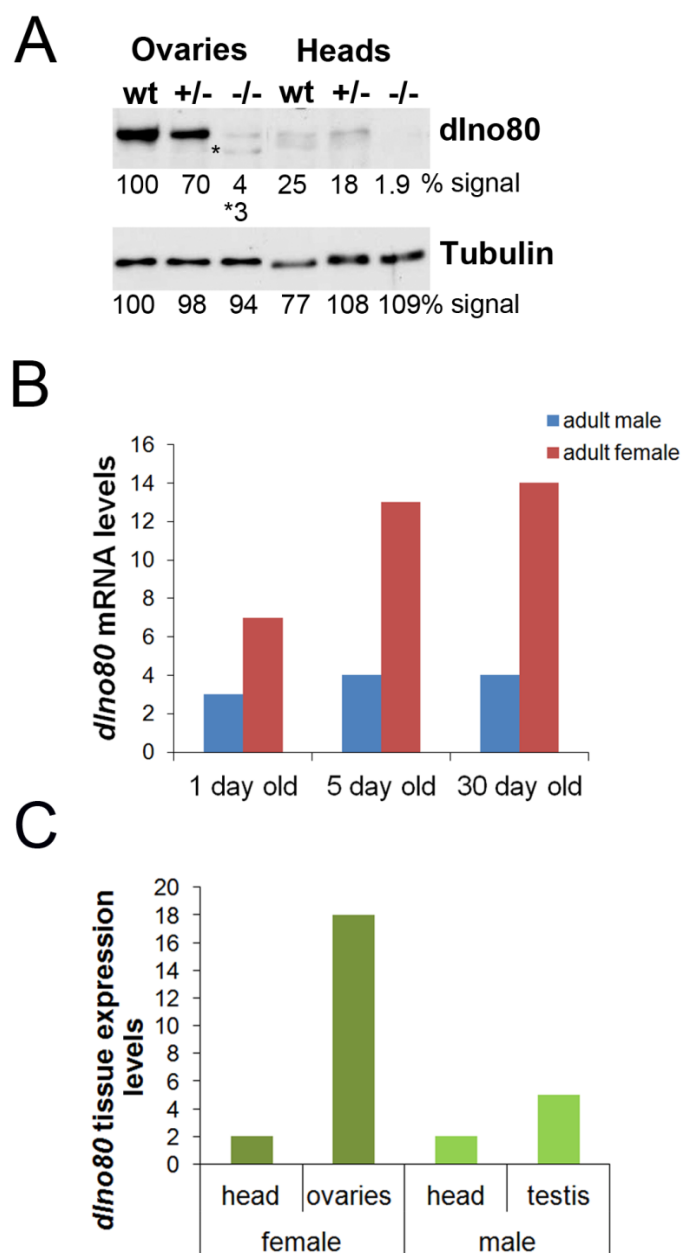 A
Ovaries Heads
wt +/- -/- wt +/- -/-
dIno80
*
100 70 4 25 18 1.9 % signal
*3
Tubulin
100 98 94 77 108 109% signal
B
adult male
adult female
dIno80 mRNA levels
16
14
12
10
8
6
4
2
0
1 day old 5 day old 30 day old
C
dIno80 tissue expression
levels
20
18
16
14
12
10
8
6
4
2
0
head ovaries head testis
female male